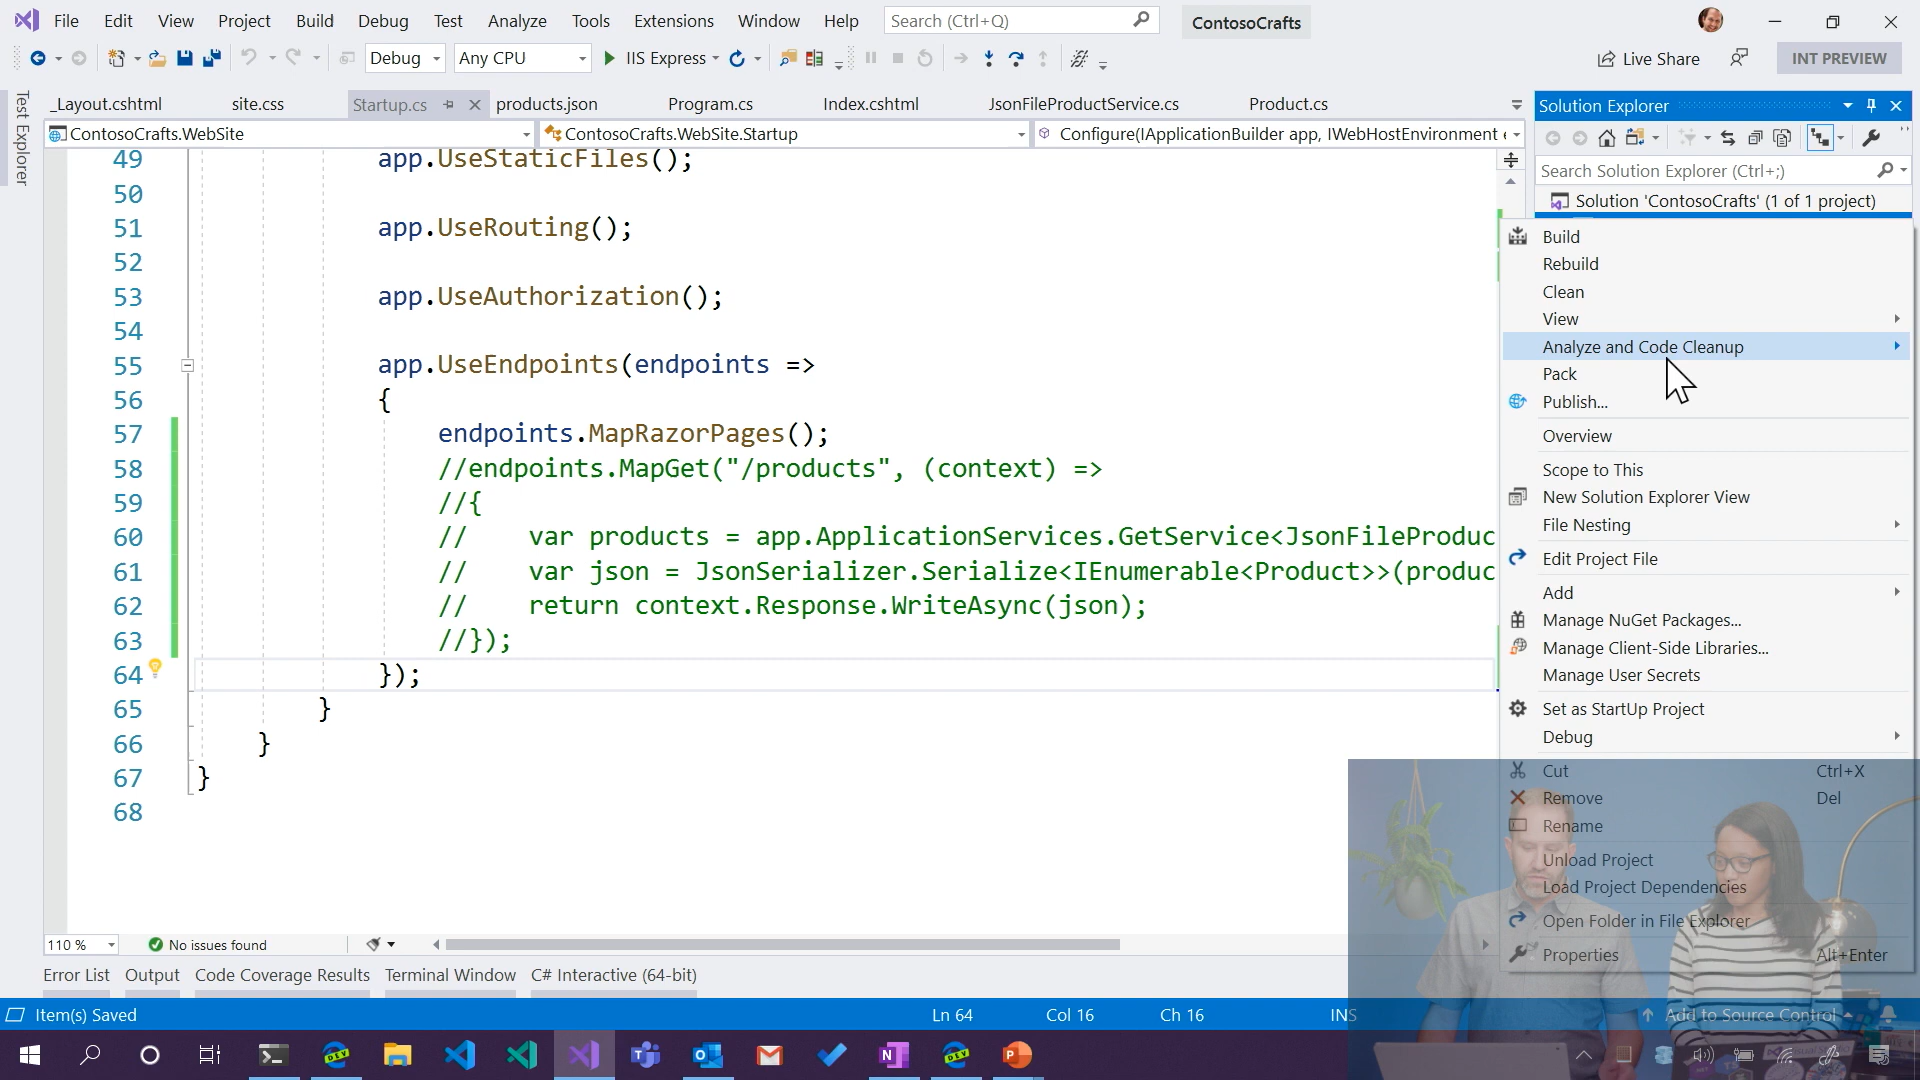 File Edit View Project Build Debug Test Analyze Tools Extensions Window Help Search (Ctrl+Q) ContosoCrafts
Debug Any CPU IIS Express Live Share INT PREVIEW
Test Explorer
_Layout.cshtml site.css Startup.cs products.json Program.cs Index.cshtml JsonFileProductService.cs Product.cs
ContosoCrafts.WebSite ContosoCrafts.WebSite.Startup Configure(IApplicationBuilder app, IWebHostEnvironment e
49 app.UseStaticFiles();
50
51 app.UseRouting();
52
53 app.UseAuthorization();
54
55 app.UseEndpoints(endpoints =>
56 {
57 endpoints.MapRazorPages();
58 //endpoints.MapGet("/products", (context) =>
59 //{
60 // var products = app.ApplicationServices.GetService<JsonFileProduc
61 // var json = JsonSerializer.Serialize<IEnumerable<Product>>(produc
62 // return context.Response.WriteAsync(json);
63 //});
64 });
65 }
66 }
67 }
68
110 % No issues found
Error List Output Code Coverage Results Terminal Window C# Interactive (64-bit)
Item(s) Saved Ln 64 Col 16 Ch 16 INS Add to Source Control
Solution Explorer
Search Solution Explorer (Ctrl+;)
Solution 'ContosoCrafts' (1 of 1 project)
Build
Rebuild
Clean
View
Analyze and Code Cleanup
Pack
Publish...
Overview
Scope to This
New Solution Explorer View
File Nesting
Edit Project File
Add
Manage NuGet Packages...
Manage Client-Side Libraries...
Manage User Secrets
Set as StartUp Project
Debug
Cut Ctrl+X
Remove Del
Rename
Unload Project
Load Project Dependencies
Open Folder in File Explorer
Properties Alt+Enter
DEV
DEV